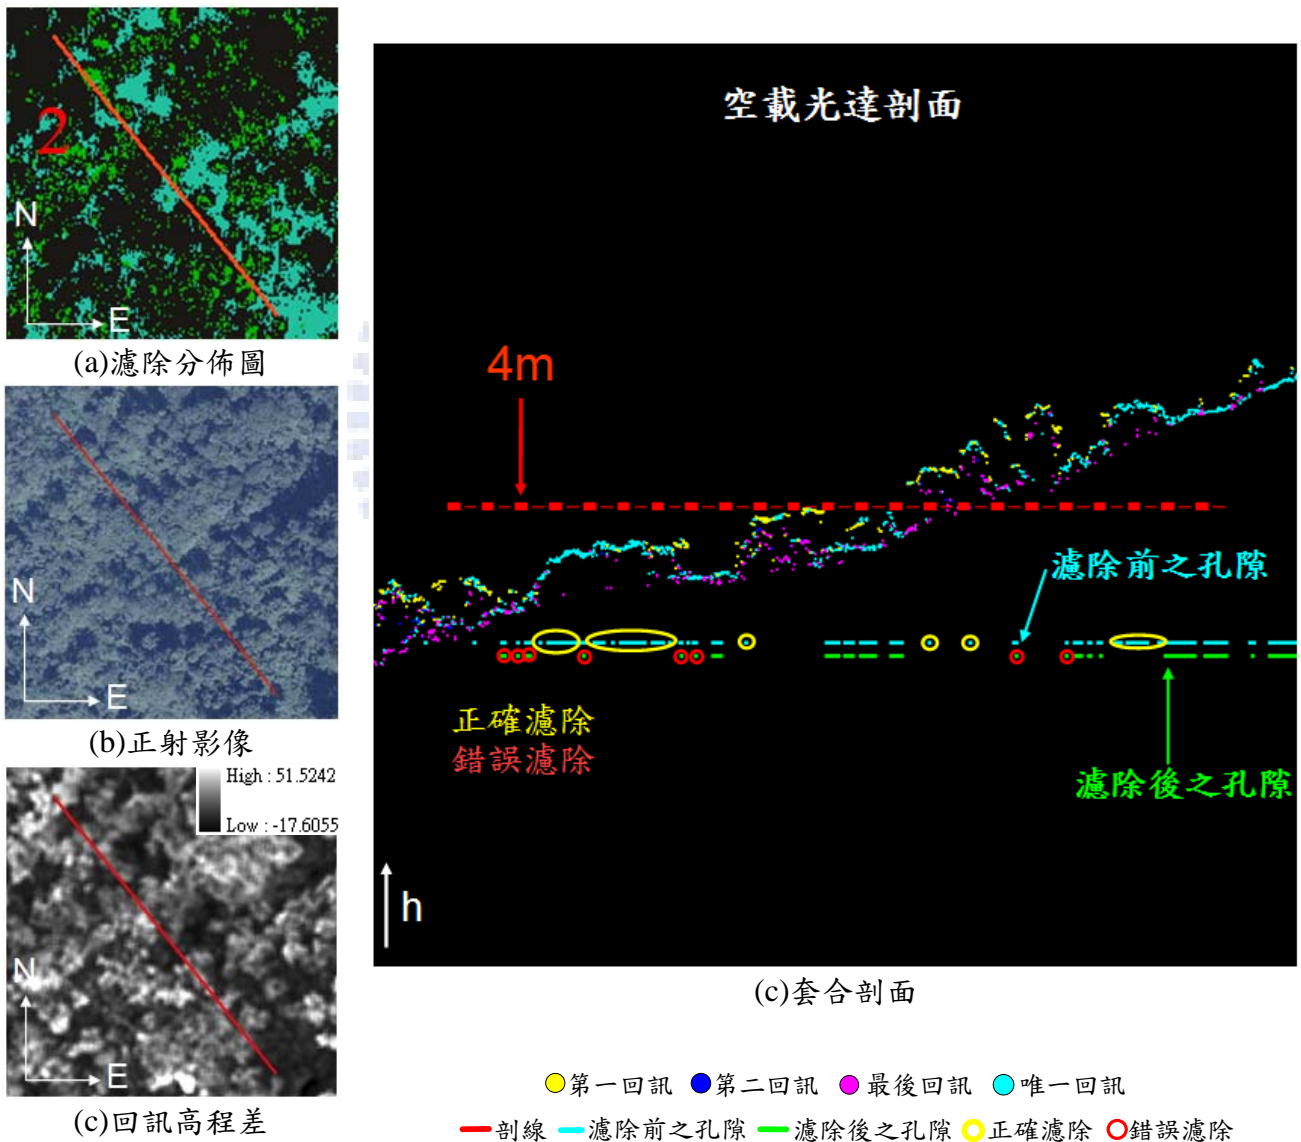 2
N
E
(a)濾除分佈圖
N
E
(b)正射影像
High : 51.5242
Low : -17.6055
N
E
(c)回訊高程差
空載光達剖面
4m
濾除前之孔隙
正確濾除
錯誤濾除
濾除後之孔隙
h
(c)套合剖面
第一回訊 第二回訊 最後回訊 唯一回訊
剖線 濾除前之孔隙 濾除後之孔隙 正確濾除 錯誤濾除